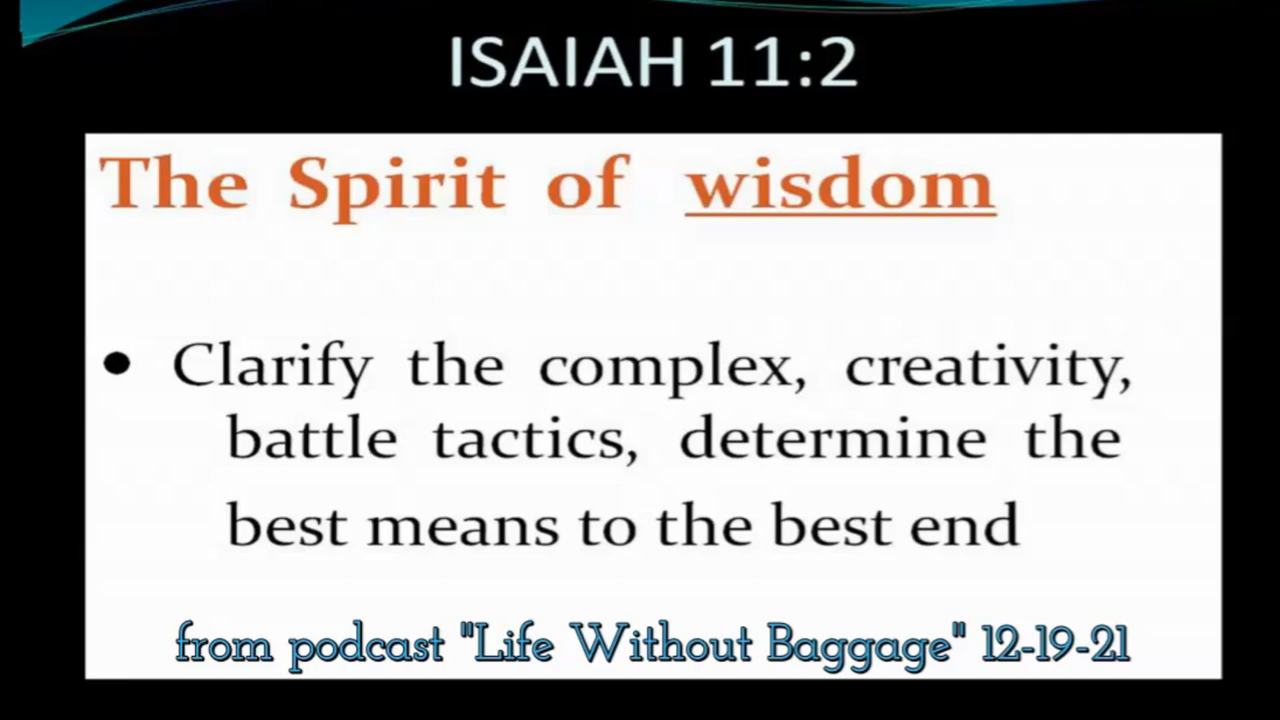 ISAIAH 11:2
The Spirit of wisdom
• Clarify the complex, creativity,
battle tactics, determine the
best means to the best end
from podcast "Life Without Baggage" 12-19-21